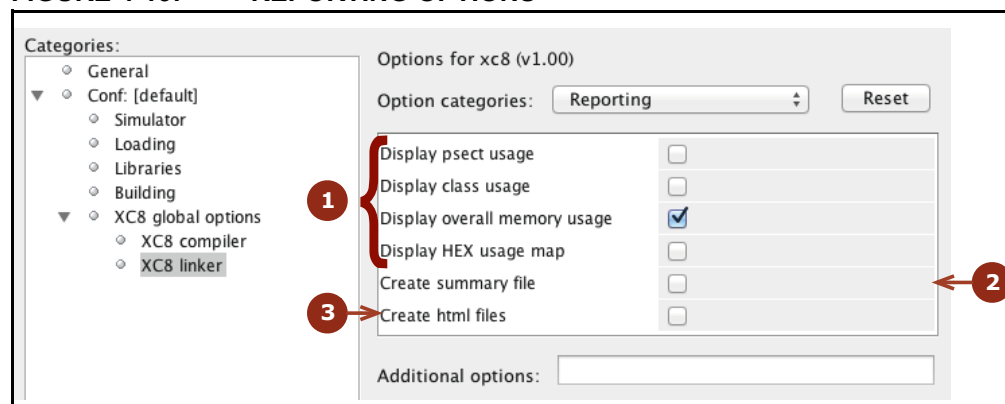 Categories:
General
Conf: [default]
Simulator
Loading
Libraries
Building
XC8 global options
XC8 compiler
XC8 linker
Options for xc8 (v1.00)
Option categories: Reporting Reset
1
Display psect usage
Display class usage
Display overall memory usage
Display HEX usage map
Create summary file
2
3
Create html files
Additional options: